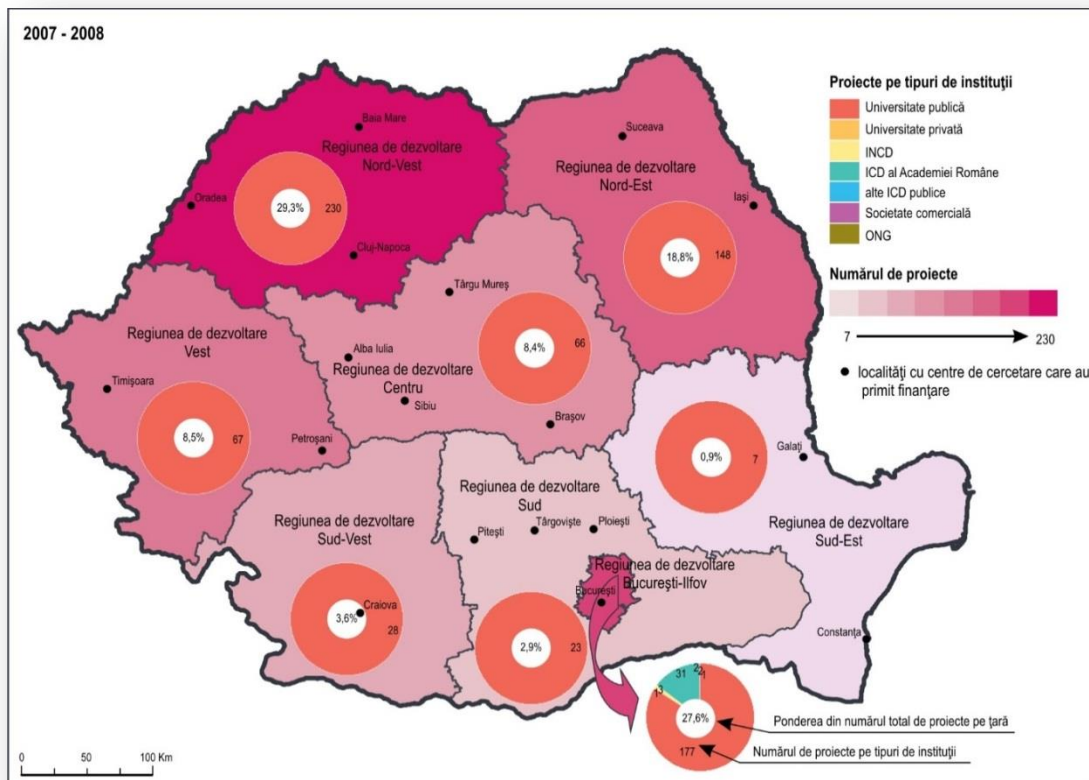 2007 - 2008
Proiecte pe tipuri de instituții
Universitate publică
Universitate privată
INCD
ICD al Academiei Române
alte ICD publice
Societate comercială
ONG
Numărul de proiecte
7
230
localități cu centre de cercetare care au
primit finanțare
Baia Mare
Regiunea de dezvoltare
Nord-Vest
Oradea
29,3%
230
Cluj-Napoca
Suceava
Regiunea de dezvoltare
Nord-Est
Iași
18,8%
148
Târgu Mureș
Alba Iulia
Regiunea de dezvoltare
Centru
Sibiu
8,4%
66
Brașov
Regiunea de dezvoltare
Vest
Timișoara
8,5%
67
Petroșani
0,9%
7
Galați
Regiunea de dezvoltare
Sud-Est
Constanța
Regiunea de dezvoltare
Sud-Vest
Craiova
3,6%
28
Regiunea de dezvoltare
Sud
Pitești
Târgoviște
Ploiești
2,9%
23
Regiunea de dezvoltare
București-Ilfov
București
1
3
31
2
2
1
27,6%
177
Ponderea din numărul total de proiecte pe țară
Numărul de proiecte pe tipuri de instituții
0 50 100 Km